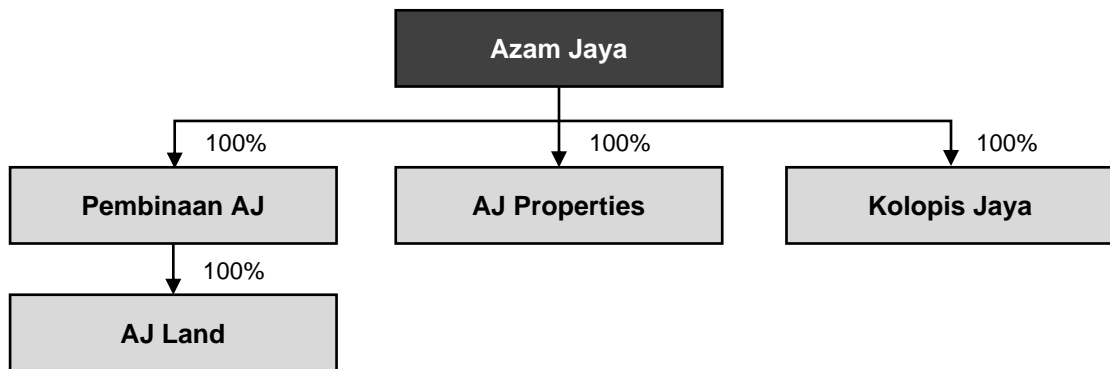 Azam Jaya
100%
100%
100%
Pembinaan AJ
AJ Properties
Kolopis Jaya
100%
AJ Land